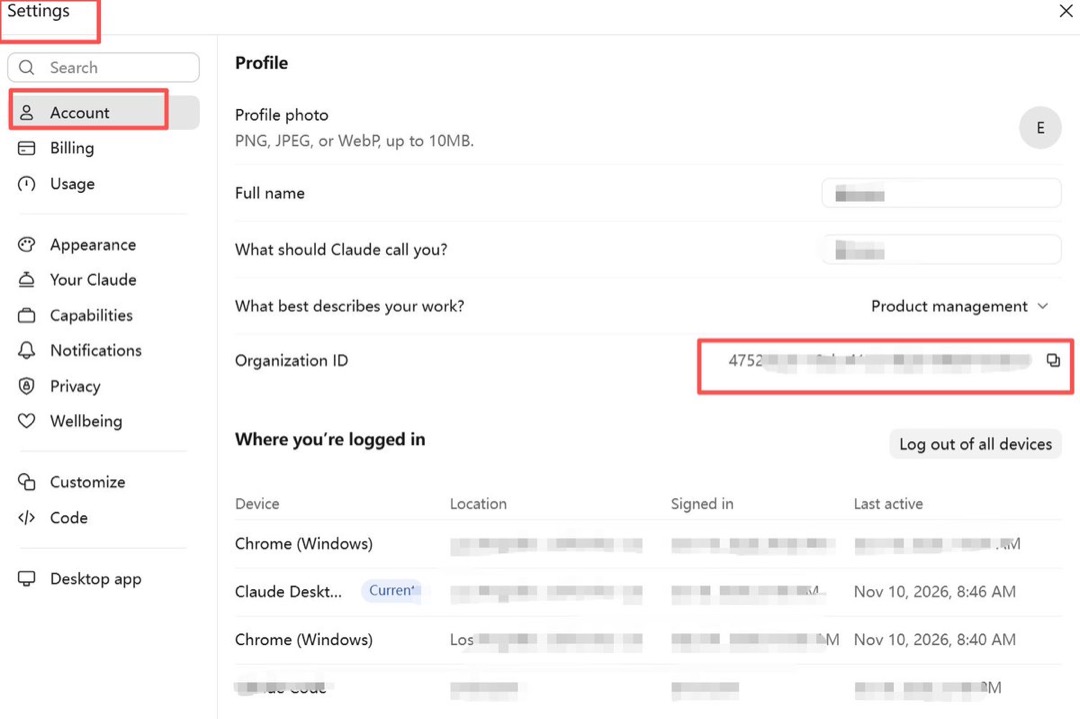 Settings
Search
Account
Billing
Usage
Appearance
Your Claude
Capabilities
Notifications
Privacy
Wellbeing
Customize
Code
Desktop app
Profile
Profile photo
PNG, JPEG, or WebP, up to 10MB.
E
Full name
What should Claude call you?
What best describes your work? Product management
Organization ID 4752
Where you're logged in
Log out of all devices
Device Location Signed in Last active
Chrome (Windows)
Claude Deskt... Current Nov 10, 2026, 8:46 AM
Chrome (Windows) Los AM Nov 10, 2026, 8:40 AM
Code